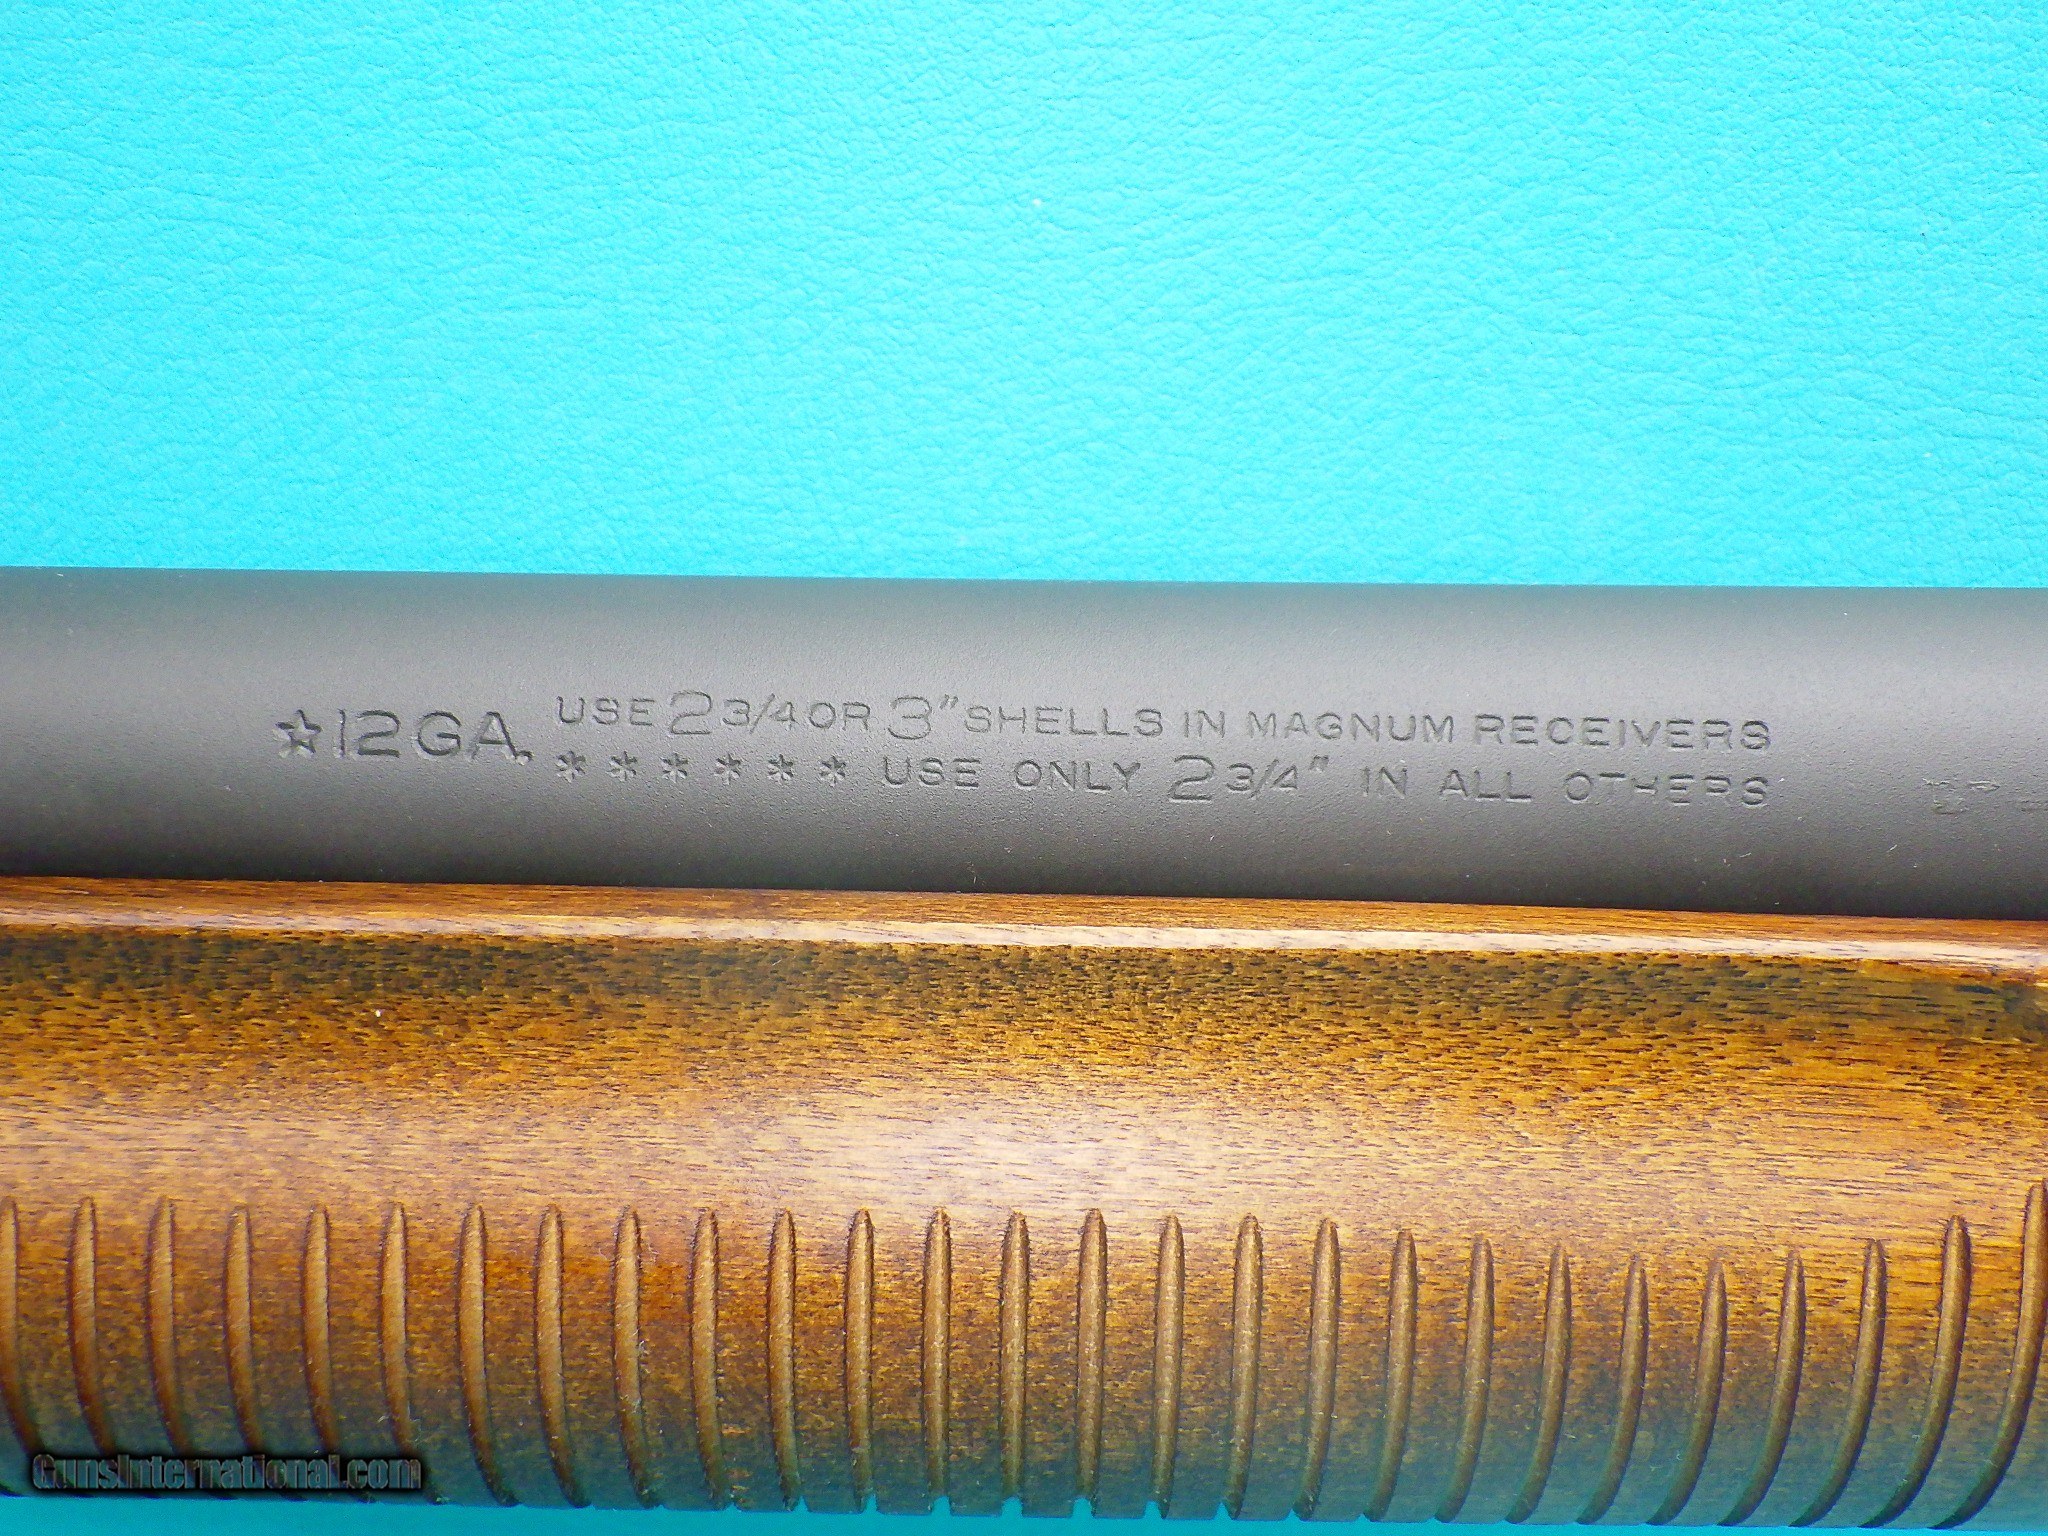 ☆12GA. USE 2 3/4 OR 3" SHELLS IN MAGNUM RECEIVERS
****** USE ONLY 2 3/4" IN ALL OTHERS
GunsInternational.com